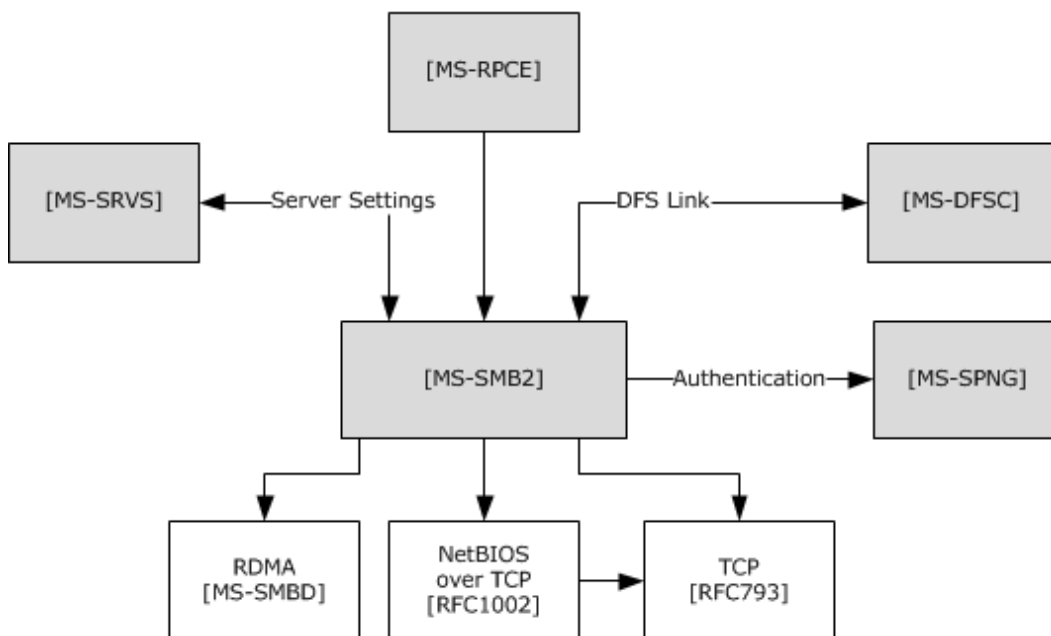 [MS-RPCE]
[MS-SRVS]
Server Settings
DFS Link
[MS-DFSC]
[MS-SMB2]
Authentication
[MS-SPNG]
RDMA
[MS-SMBD]
NetBIOS
over TCP
[RFC1002]
TCP
[RFC793]